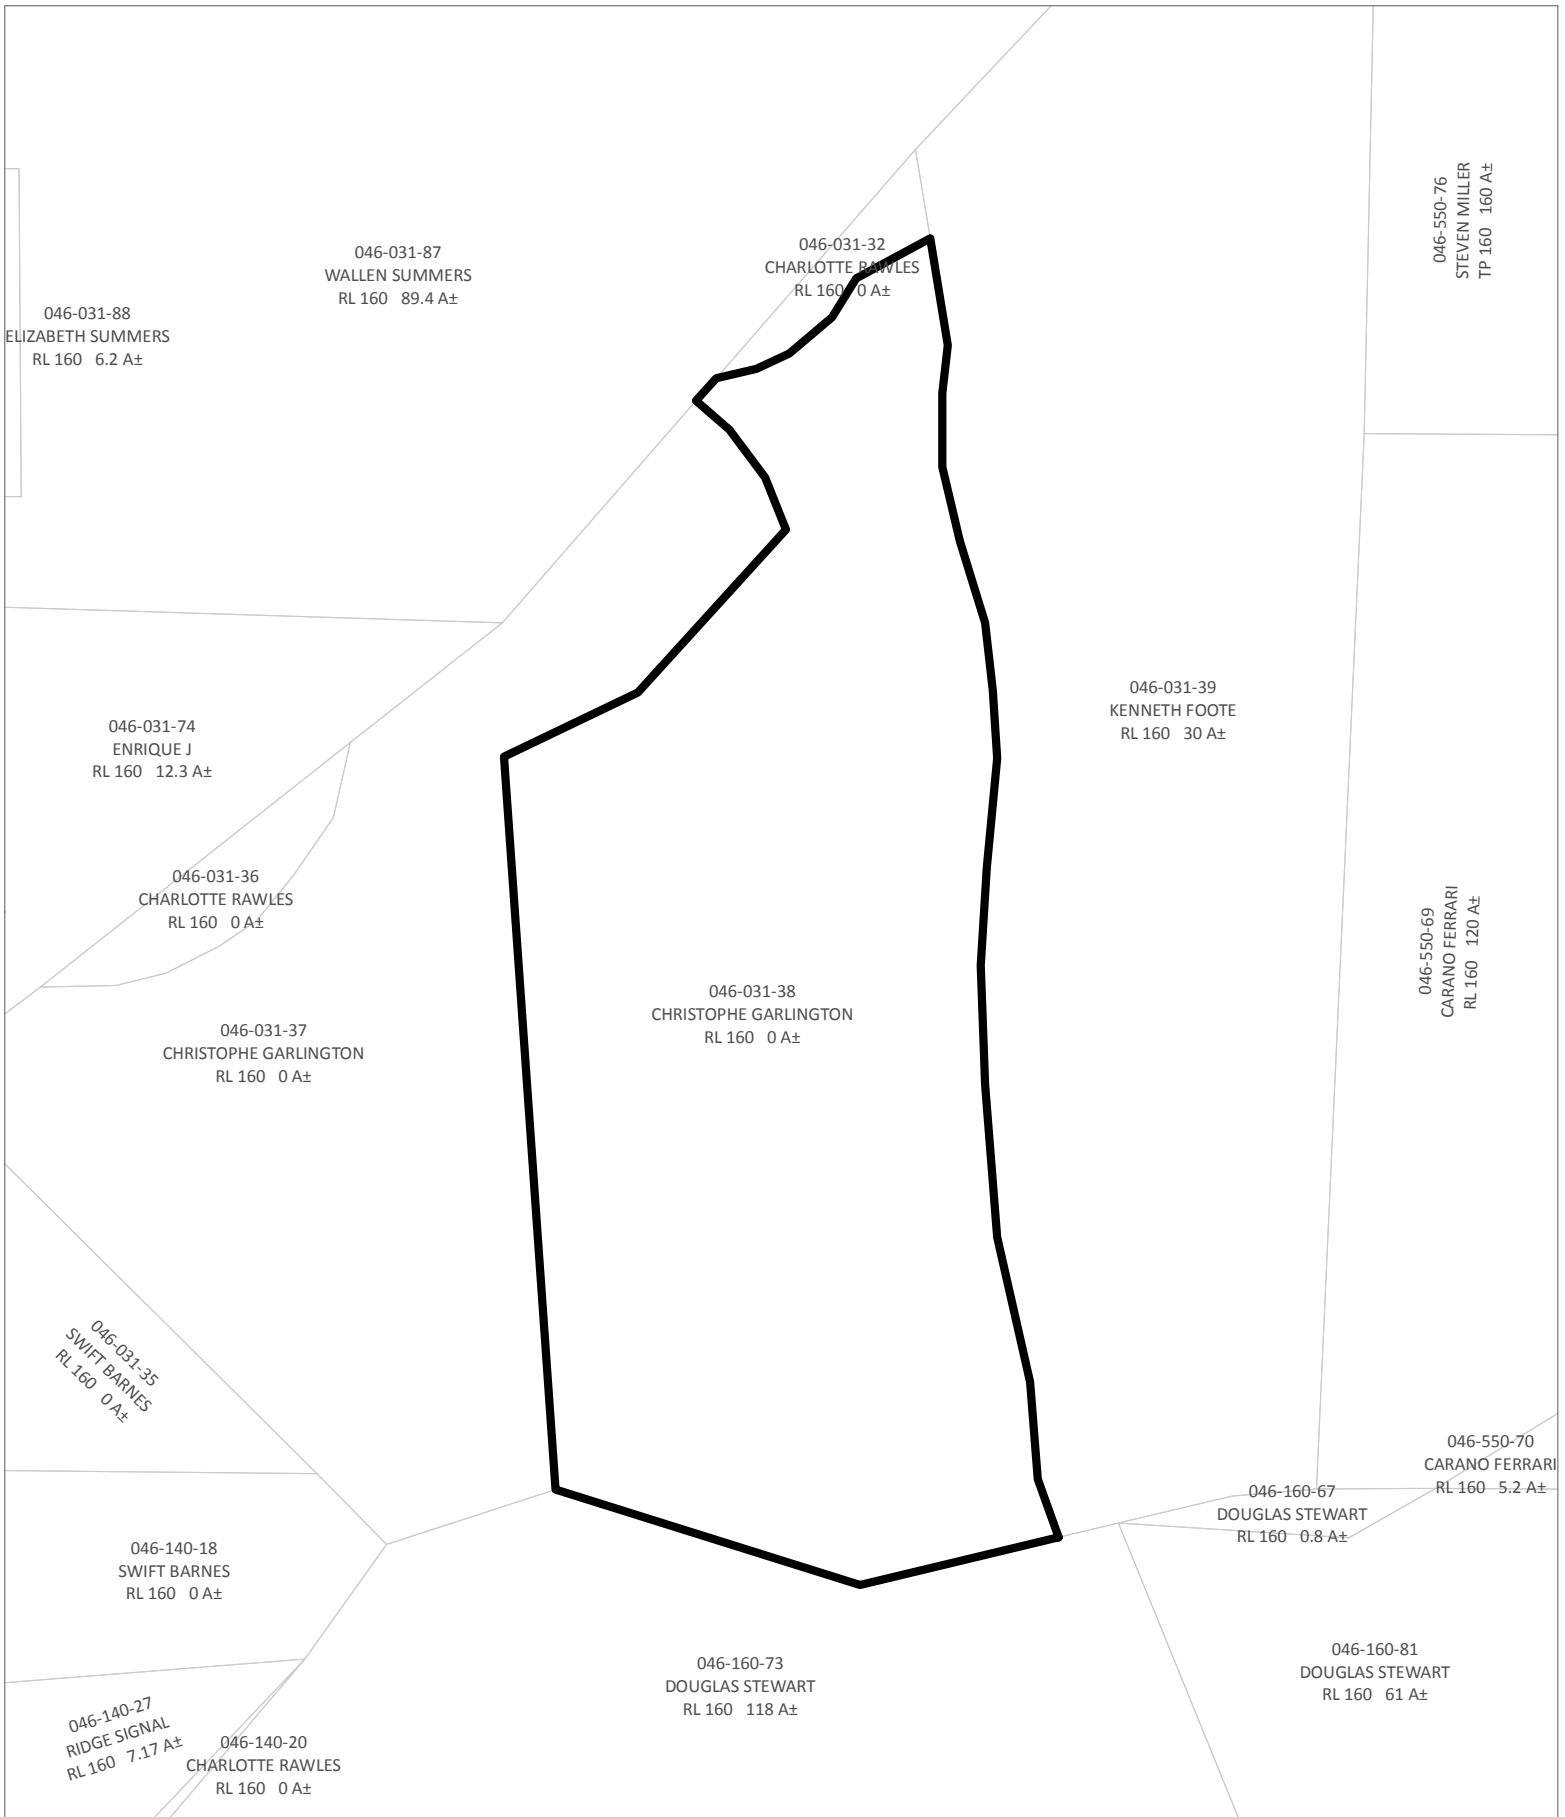 046-550-76
STEVEN MILLER
TP 160 160 A±
046-031-32
CHARLOTTE RAWLES
RL 160 0 A±
046-031-87
WALLEN SUMMERS
RL 160 89.4 A±
046-031-88
ELIZABETH SUMMERS
RL 160 6.2 A±
046-031-39
KENNETH FOOTE
RL 160 30 A±
046-031-74
ENRIQUE J
RL 160 12.3 A±
046-031-36
CHARLOTTE RAWLES
RL 160 0 A±
046-550-69
CARANO FERRARI
RL 160 120 A±
046-031-38
CHRISTOPHE GARLINGTON
RL 160 0 A±
046-031-37
CHRISTOPHE GARLINGTON
RL 160 0 A±
046-031-35
SWIFT BARNES
RL 160 0 A±
046-550-70
CARANO FERRARI
RL 160 5.2 A±
046-160-67
DOUGLAS STEWART
RL 160 0.8 A±
046-140-18
SWIFT BARNES
RL 160 0 A±
046-160-81
DOUGLAS STEWART
RL 160 61 A±
046-160-73
DOUGLAS STEWART
RL 160 118 A±
046-140-27
RIDGE SIGNAL
RL 160 7.17 A±
046-140-20
CHARLOTTE RAWLES
RL 160 0 A±